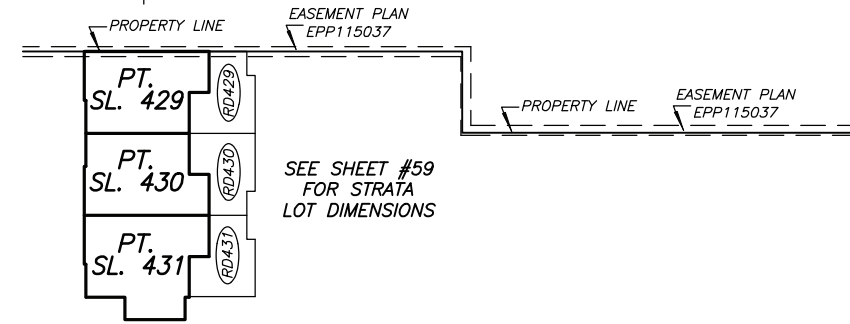 PROPERTY LINE
EASEMENT PLAN
EPP115037
PT.
SL. 429
RD429
PROPERTY LINE
EASEMENT PLAN
EPP115037
PT.
SL. 430
RD430
SEE SHEET #59
FOR STRATA
LOT DIMENSIONS
PT.
SL. 431
RD431